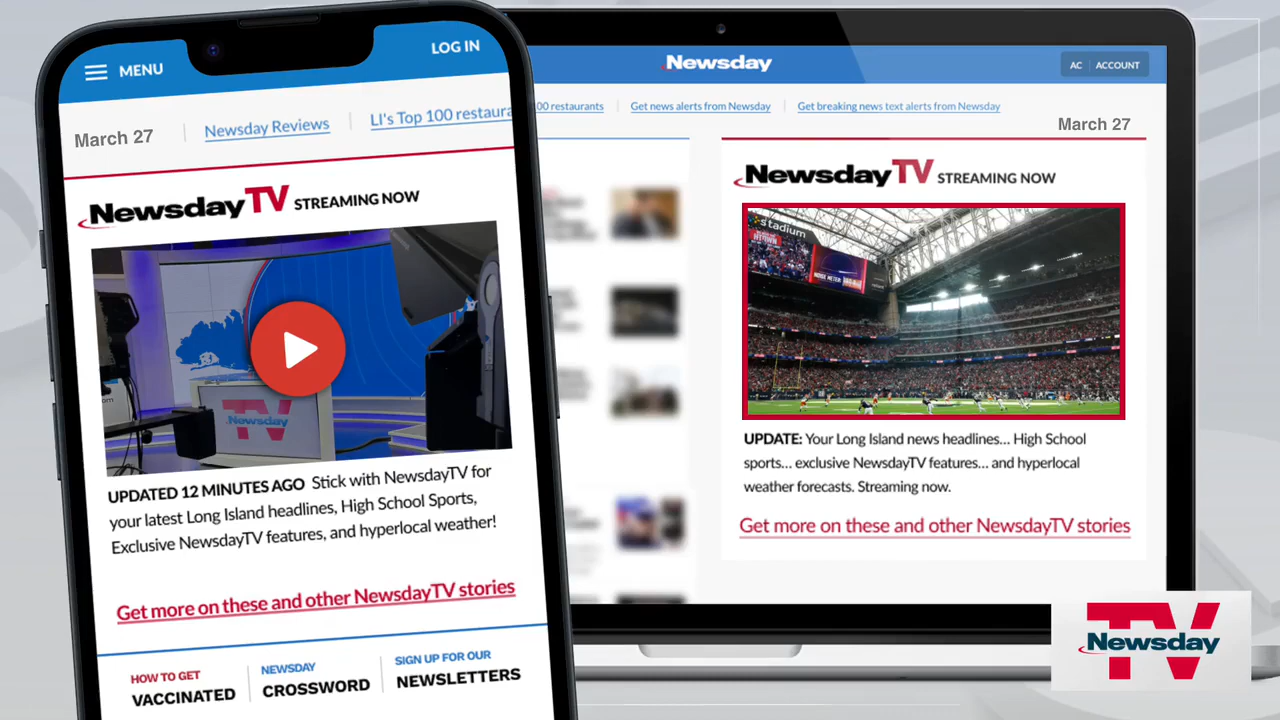 MENU
LOG IN
March 27
Newsday Reviews
LI's Top 100 restaura
NewsdayTV STREAMING NOW
TV
Newsday
UPDATED 12 MINUTES AGO Stick with NewsdayTV for
your latest Long Island headlines, High School Sports,
Exclusive NewsdayTV features, and hyperlocal weather!
Get more on these and other NewsdayTV stories
HOW TO GET
VACCINATED
NEWSDAY
CROSSWORD
SIGN UP FOR OUR
NEWSLETTERS
Newsday
AC
ACCOUNT
00 restaurants
Get news alerts from Newsday
Get breaking news text alerts from Newsday
March 27
NewsdayTV STREAMING NOW
stadium
UPDATE: Your Long Island news headlines... High School
sports... exclusive NewsdayTV features... and hyperlocal
weather forecasts. Streaming now.
Get more on these and other NewsdayTV stories
TV
Newsday